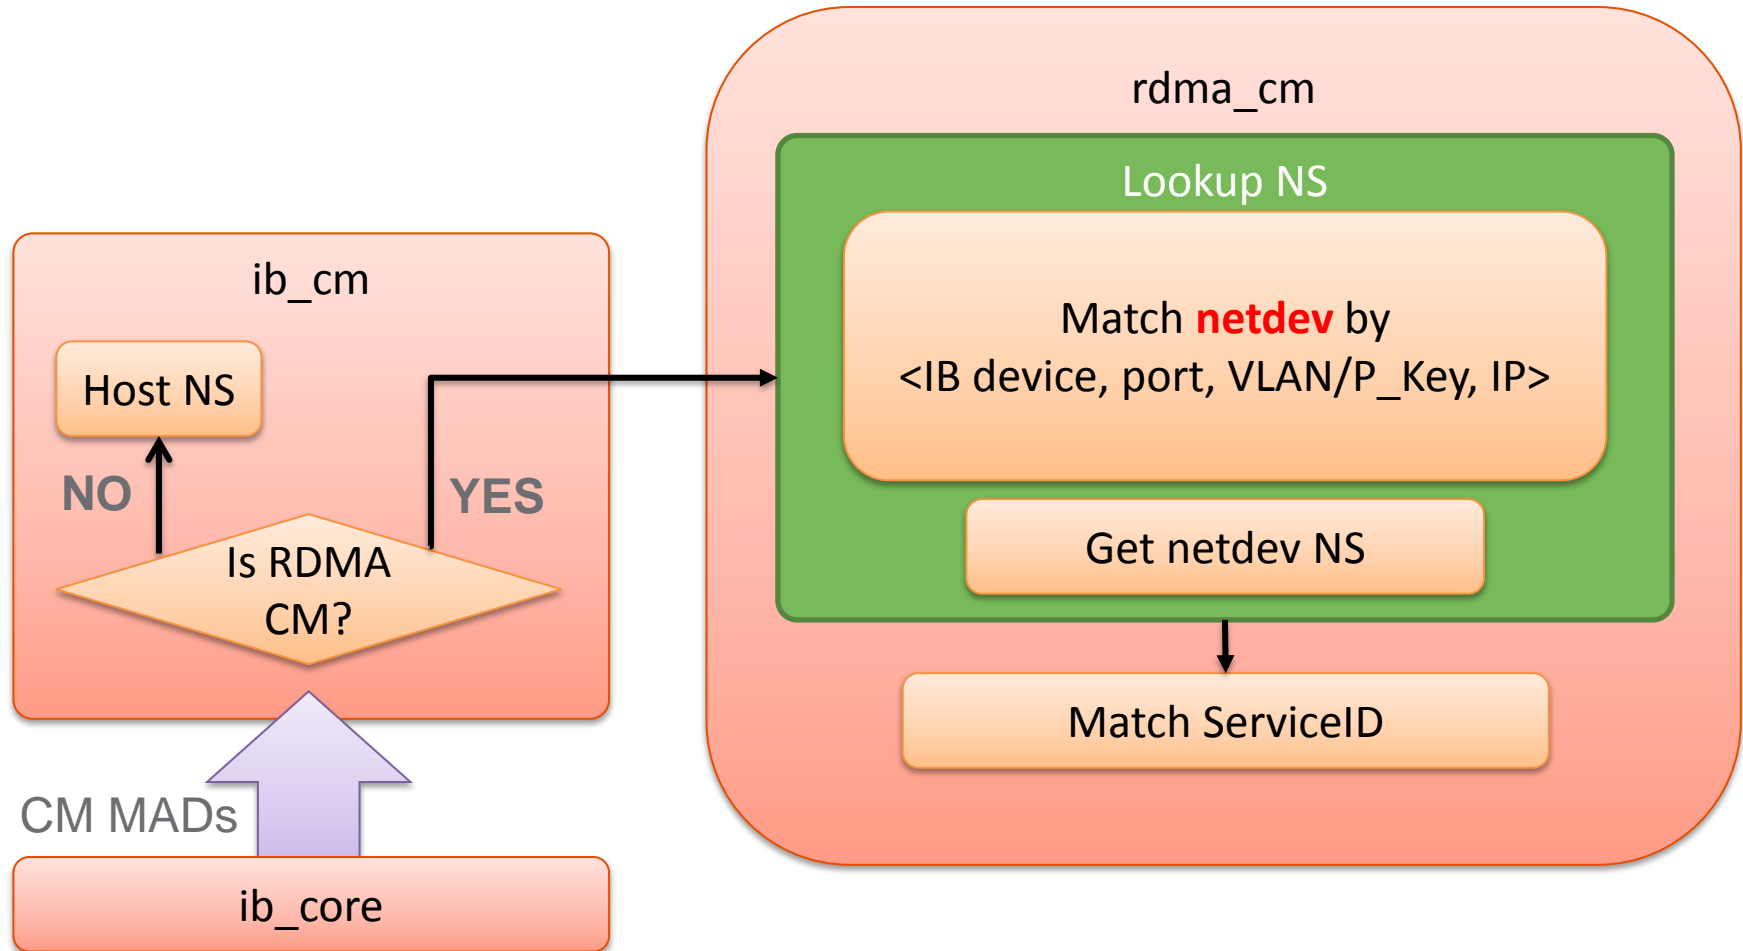 rdma_cm
Lookup NS
Match netdev by
<IB device, port, VLAN/P_Key, IP>
Get netdev NS
Match ServiceID
ib_cm
Host NS
NO
YES
Is RDMA
CM?
CM MADs
ib_core